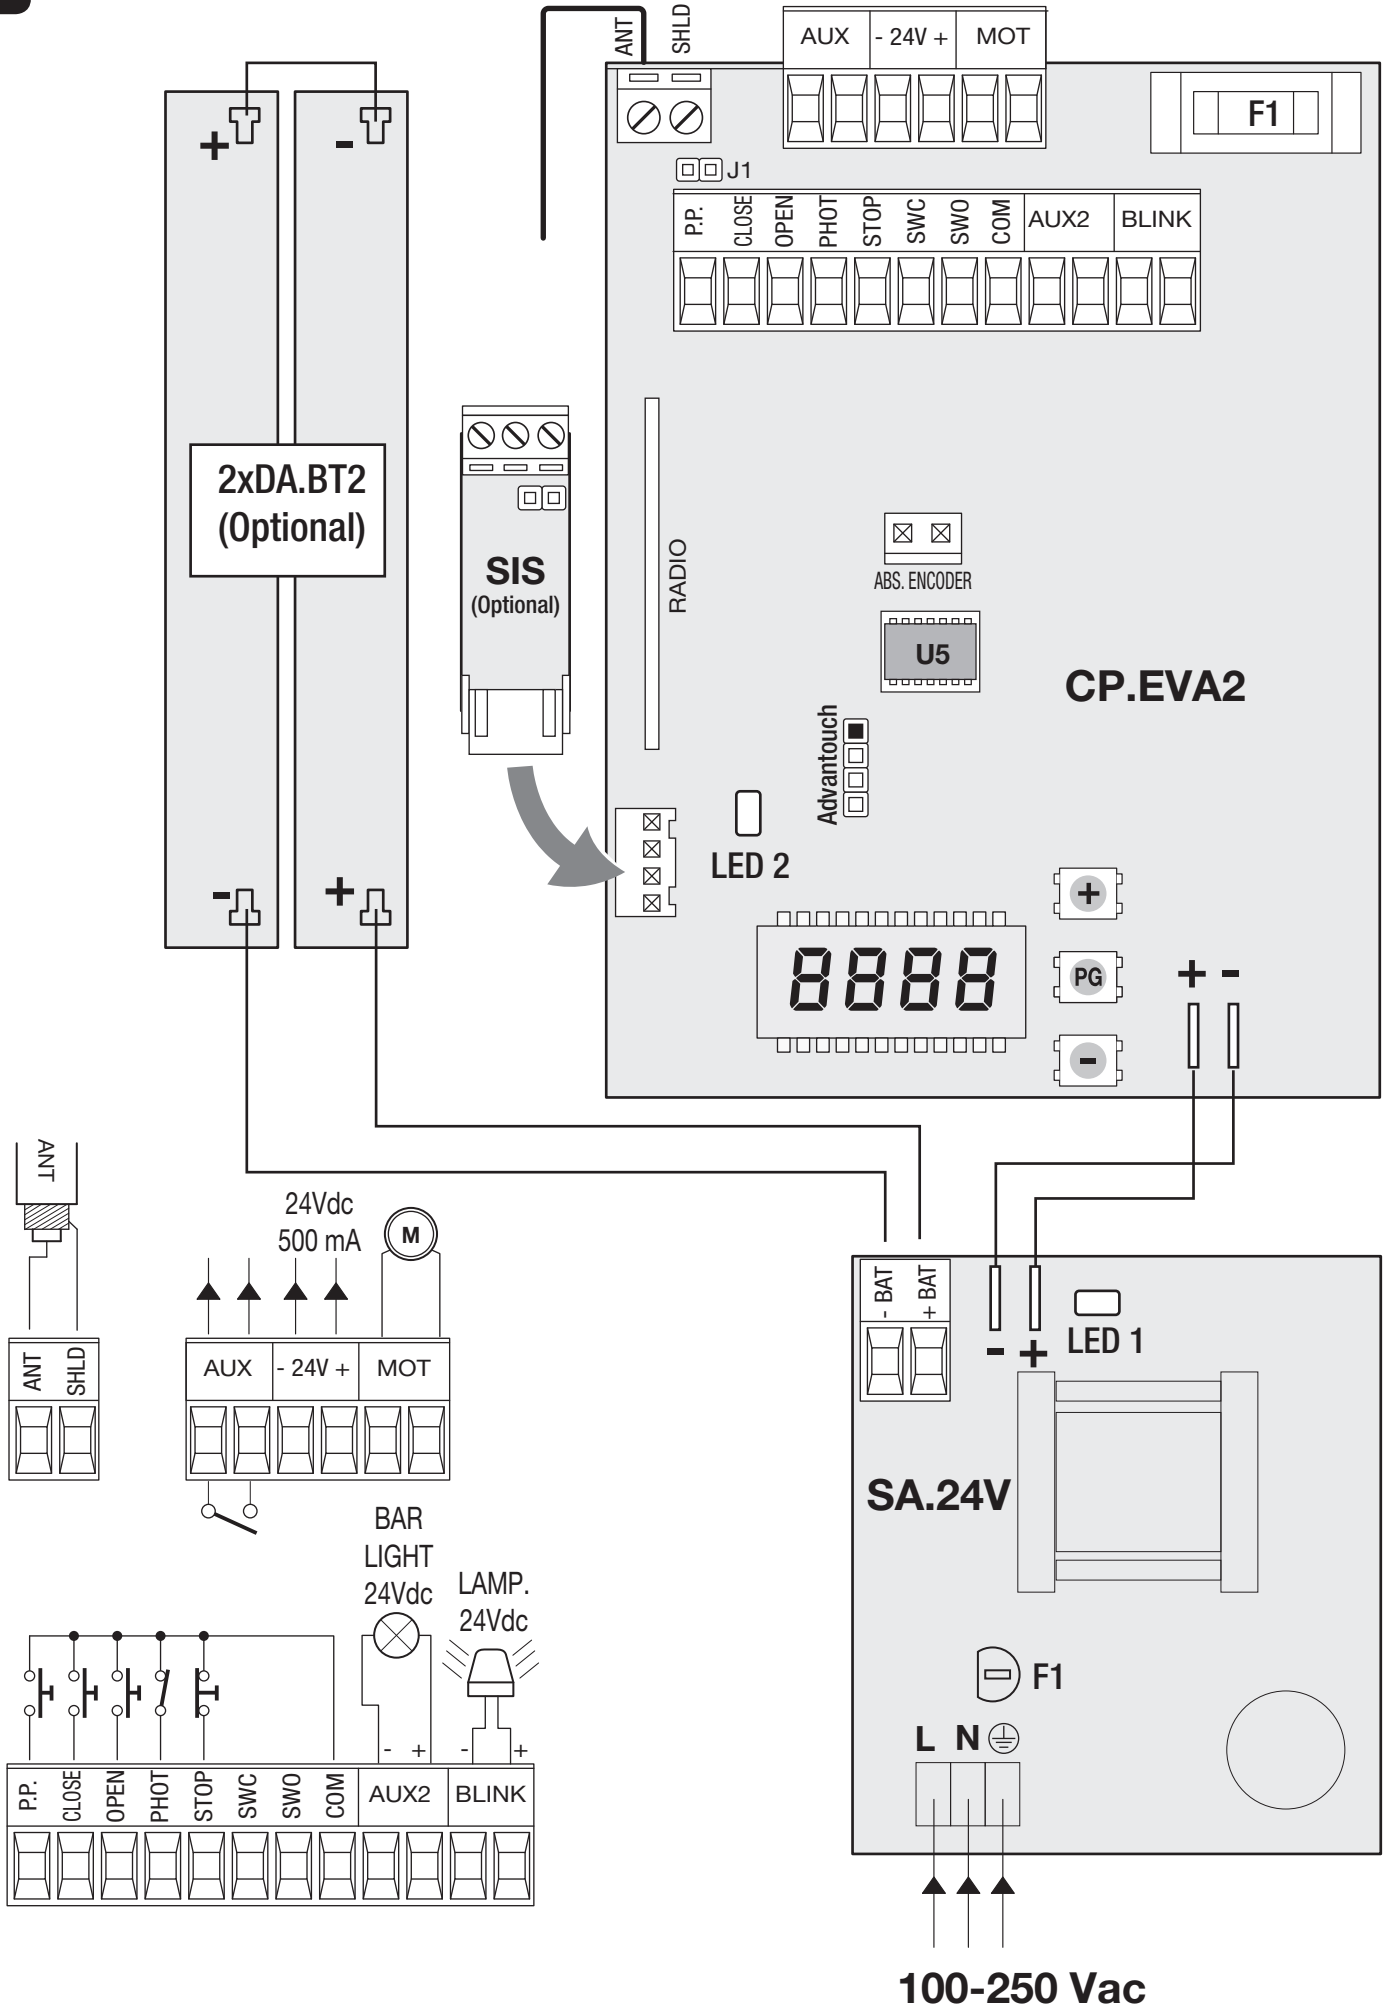 ANT
SHLD
AUX
- 24V +
MOT
F1
J1
P.P.
CLOSE
OPEN
PHOT
STOP
SWC
SWO
COM
AUX2
BLINK
+
-
2xDA.BT2
(Optional)
-
+
SIS
(Optional)
RADIO
ABS. ENCODER
U5
CP.EVA2
Advantouch
LED 2
8888
+
PG
-
+ -
ANT
ANT
SHLD
24Vdc
500 mA
M
AUX
- 24V +
MOT
- BAT
+ BAT
- +
LED 1
SA.24V
F1
L N
100-250 Vac
BAR
LIGHT
24Vdc
LAMP.
24Vdc
- +
- +
P.P.
CLOSE
OPEN
PHOT
STOP
SWC
SWO
COM
AUX2
BLINK